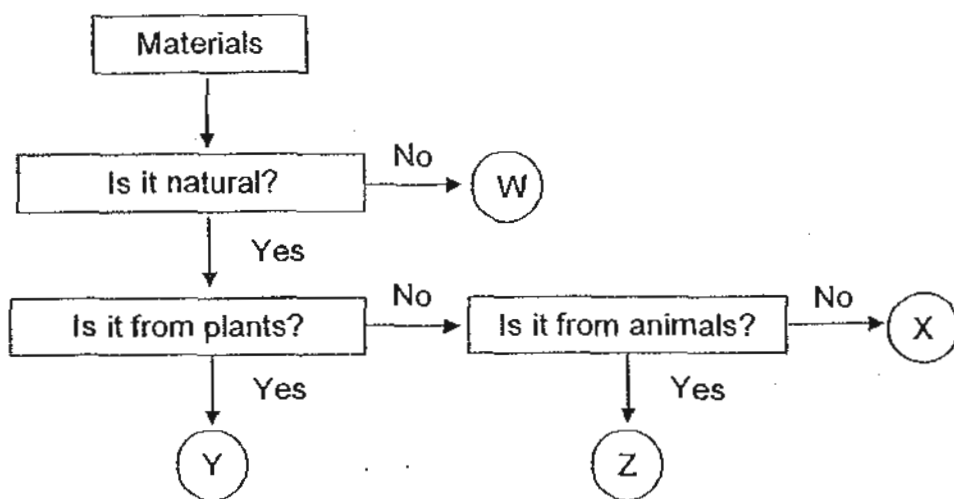 Materials
Is it natural?
No
W
Yes
Is it from plants?
No
Is it from animals?
No
X
Yes
Yes
Y
Z